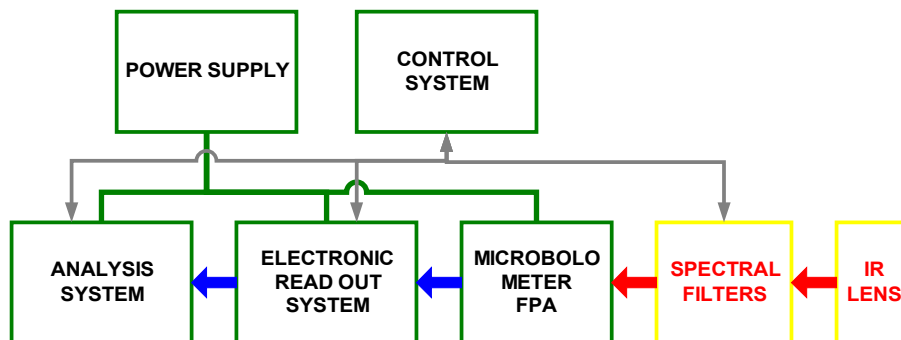 POWER SUPPLY
CONTROL
SYSTEM
ANALYSIS
SYSTEM
ELECTRONIC
READ OUT
SYSTEM
MICROBOLO
METER
FPA
SPECTRAL
FILTERS
IR
LENS